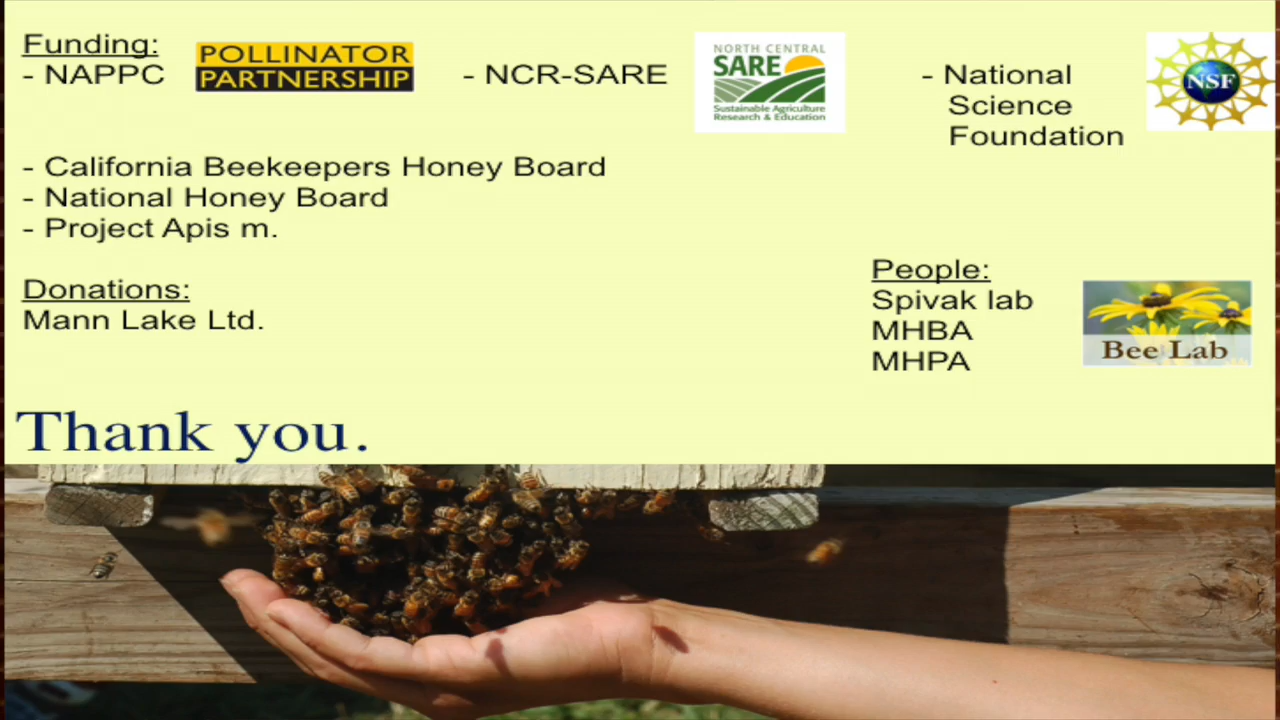 Funding:
- NAPPC
POLLINATOR
PARTNERSHIP
- NCR-SARE
NORTH CENTRAL
SARE
Sustainable Agriculture
Research & Education
- National
Science
Foundation
NSF
- California Beekeepers Honey Board
- National Honey Board
- Project Apis m.
Donations:
Mann Lake Ltd.
People:
Spivak lab
MHBA
MHPA
Bee Lab
Thank you.